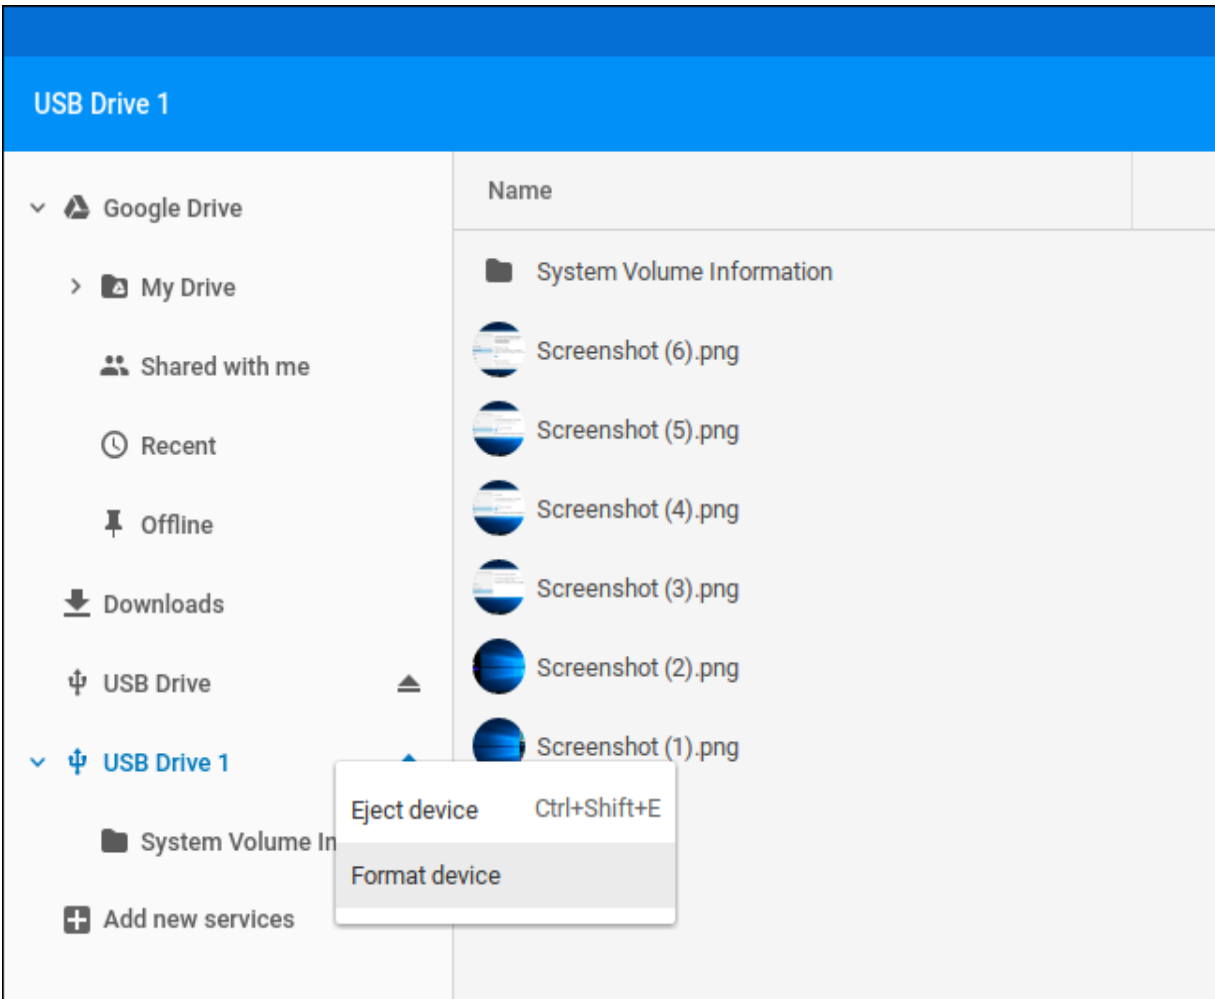 USB Drive 1
Google Drive
My Drive
Shared with me
Recent
Offline
Downloads
USB Drive
USB Drive 1
System Volume In
Add new services
Name
System Volume Information
Screenshot (6).png
Screenshot (5).png
Screenshot (4).png
Screenshot (3).png
Screenshot (2).png
Screenshot (1).png
Eject device Ctrl+Shift+E
Format device